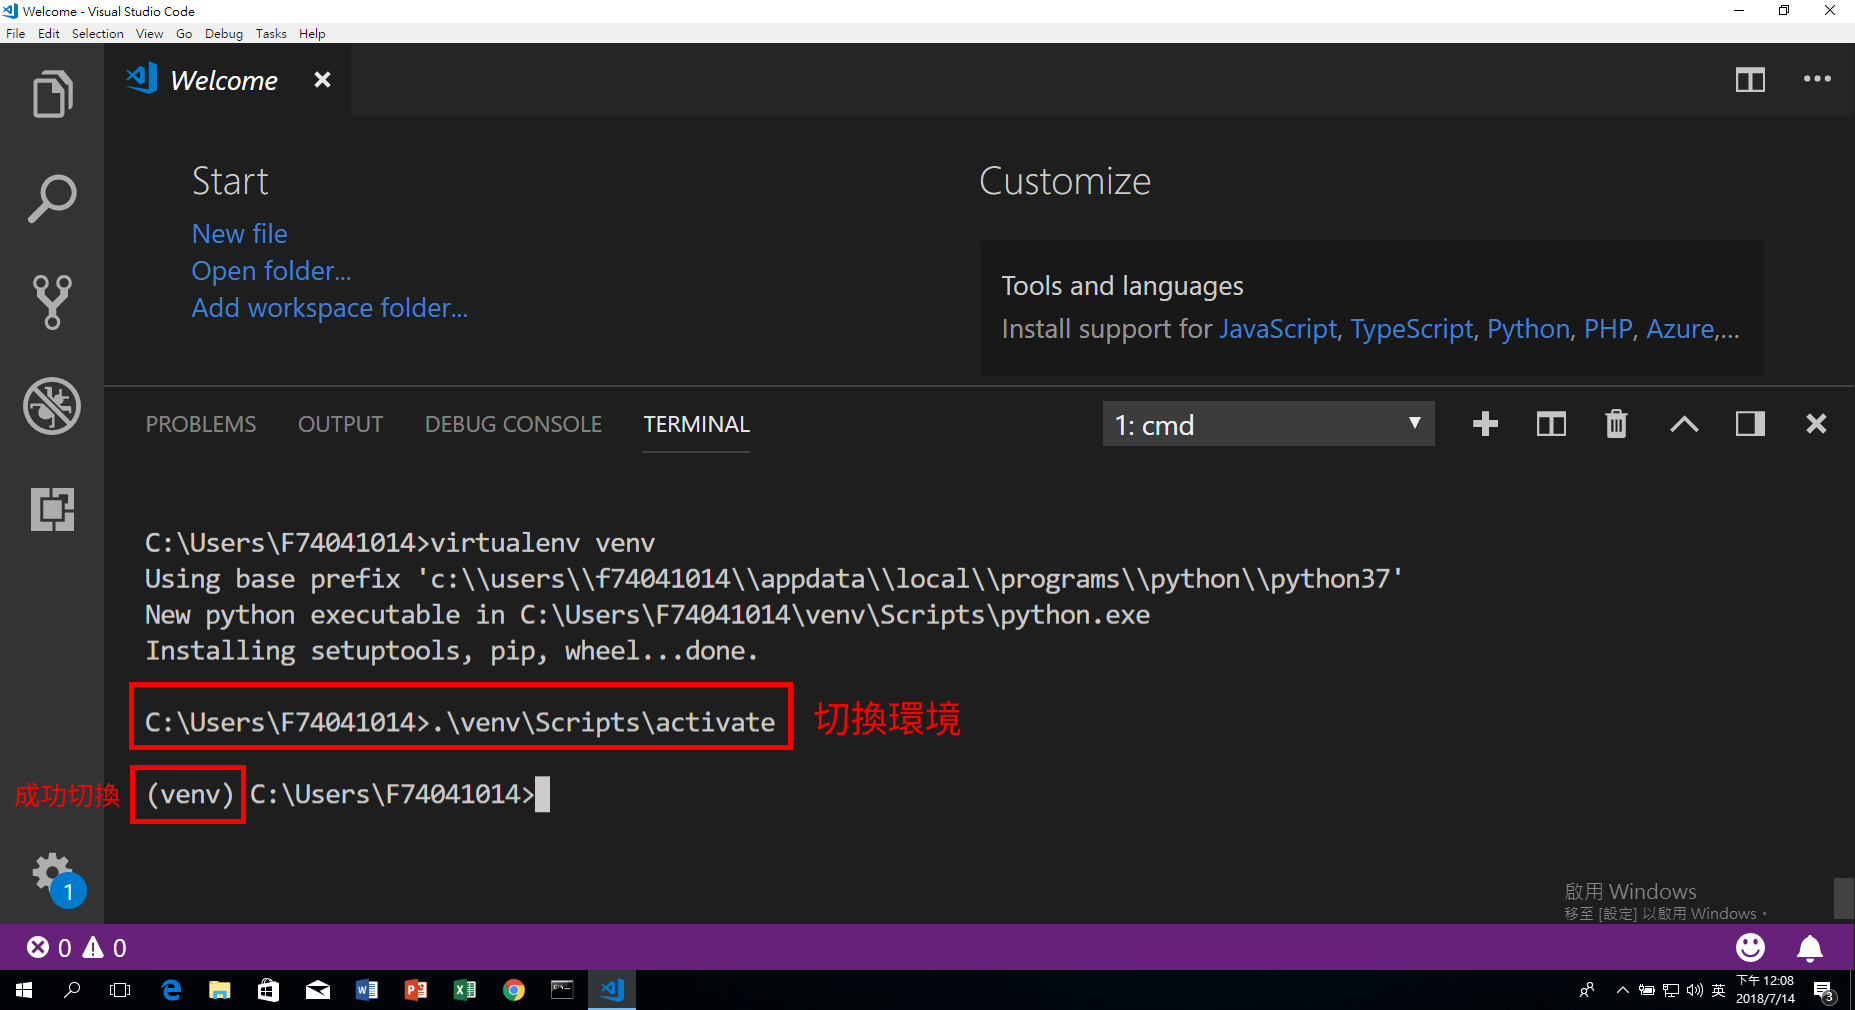 Welcome - Visual Studio Code
File Edit Selection View Go Debug Tasks Help
Welcome
Start
New file
Open folder...
Add workspace folder...
Customize
Tools and languages
Install support for JavaScript, TypeScript, Python, PHP, Azure,...
PROBLEMS OUTPUT DEBUG CONSOLE TERMINAL 1: cmd
C:\Users\F74041014>virtualenv venv
Using base prefix 'c:\\users\\f74041014\\appdata\\local\\programs\\python\\python37'
New python executable in C:\Users\F74041014\venv\Scripts\python.exe
Installing setuptools, pip, wheel...done.
C:\Users\F74041014>.\venv\Scripts\activate 切換環境
成功切換 (venv) C:\Users\F74041014>
1
啟用 Windows
移至 [設定] 以啟用 Windows。
0 0
英 下午 12:08
2018/7/14 3